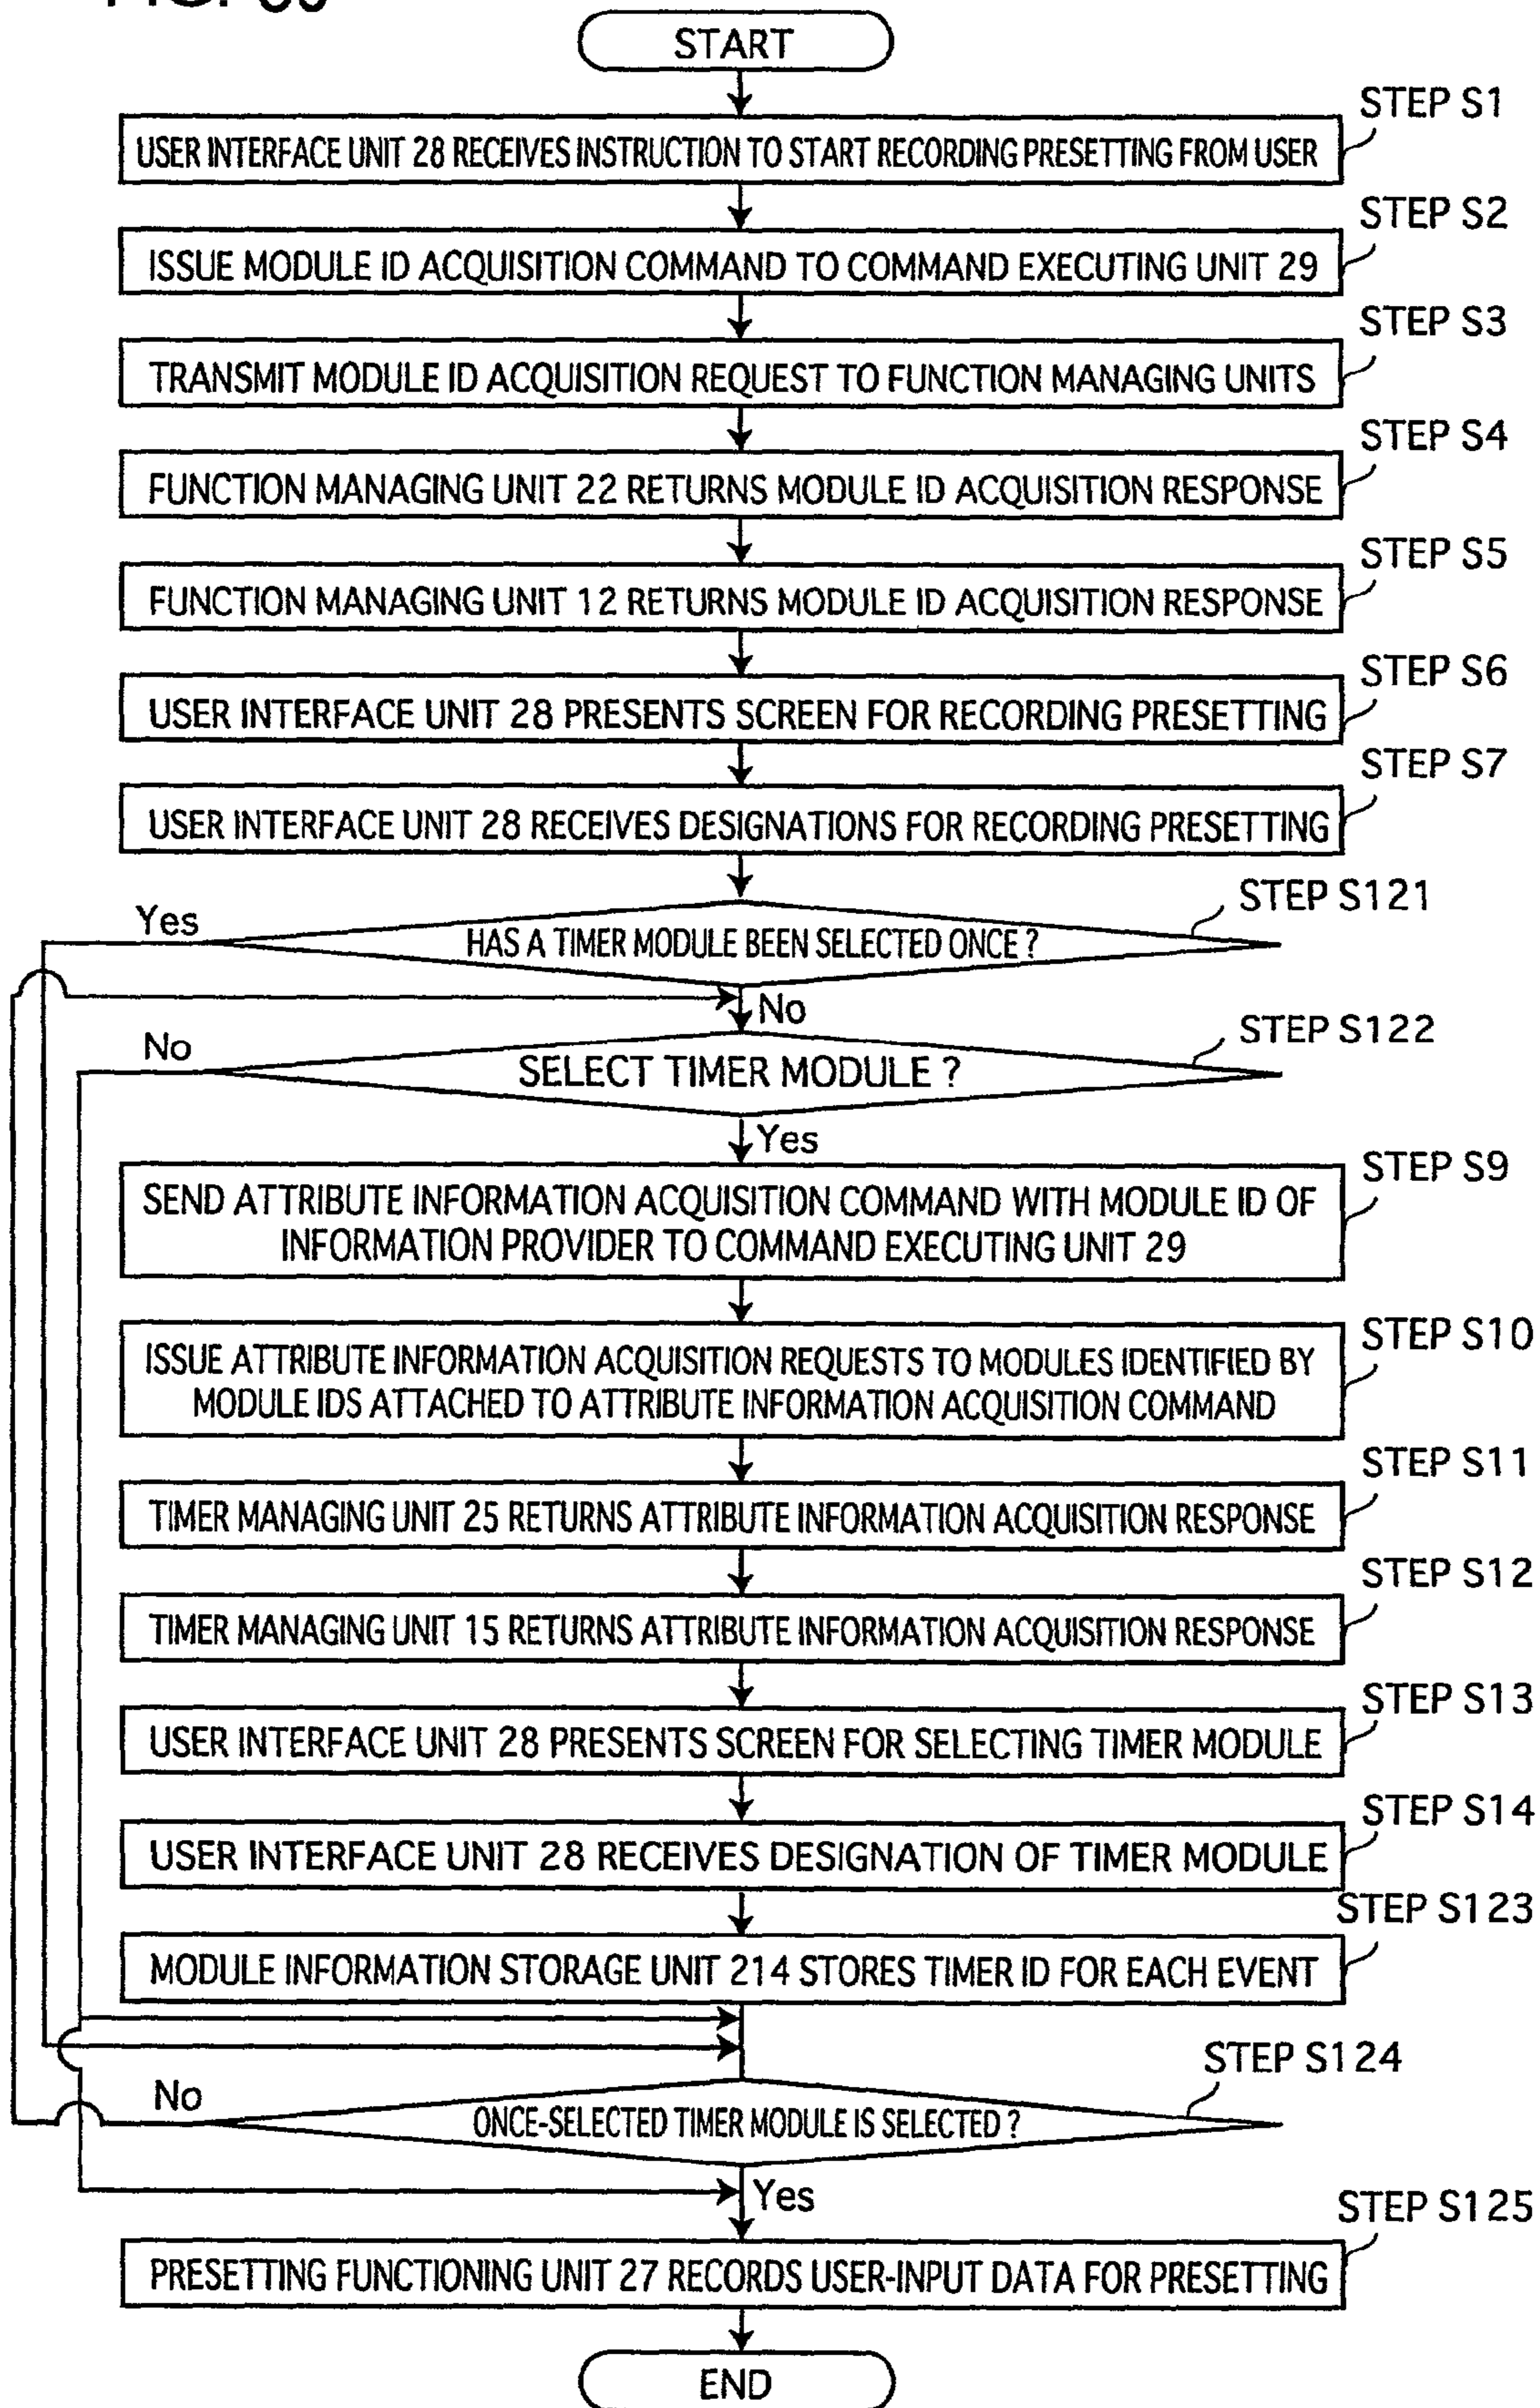 START
STEP S1
USER INTERFACE UNIT 28 RECEIVES INSTRUCTION TO START RECORDING PRESETTING FROM USER
STEP S2
ISSUE MODULE ID ACQUISITION COMMAND TO COMMAND EXECUTING UNIT 29
STEP S3
TRANSMIT MODULE ID ACQUISITION REQUEST TO FUNCTION MANAGING UNITS
STEP S4
FUNCTION MANAGING UNIT 22 RETURNS MODULE ID ACQUISITION RESPONSE
STEP S5
FUNCTION MANAGING UNIT 12 RETURNS MODULE ID ACQUISITION RESPONSE
STEP S6
USER INTERFACE UNIT 28 PRESENTS SCREEN FOR RECORDING PRESETTING
STEP S7
USER INTERFACE UNIT 28 RECEIVES DESIGNATIONS FOR RECORDING PRESETTING
STEP S121
Yes
HAS A TIMER MODULE BEEN SELECTED ONCE ?
No
STEP S122
No
SELECT TIMER MODULE ?
Yes
STEP S9
SEND ATTRIBUTE INFORMATION ACQUISITION COMMAND WITH MODULE ID OF
INFORMATION PROVIDER TO COMMAND EXECUTING UNIT 29
STEP S10
ISSUE ATTRIBUTE INFORMATION ACQUISITION REQUESTS TO MODULES IDENTIFIED BY
MODULE IDS ATTACHED TO ATTRIBUTE INFORMATION ACQUISITION COMMAND
STEP S11
TIMER MANAGING UNIT 25 RETURNS ATTRIBUTE INFORMATION ACQUISITION RESPONSE
STEP S12
TIMER MANAGING UNIT 15 RETURNS ATTRIBUTE INFORMATION ACQUISITION RESPONSE
STEP S13
USER INTERFACE UNIT 28 PRESENTS SCREEN FOR SELECTING TIMER MODULE
STEP S14
USER INTERFACE UNIT 28 RECEIVES DESIGNATION OF TIMER MODULE
STEP S123
MODULE INFORMATION STORAGE UNIT 214 STORES TIMER ID FOR EACH EVENT
STEP S124
No
ONCE-SELECTED TIMER MODULE IS SELECTED ?
Yes
STEP S125
PRESETTING FUNCTIONING UNIT 27 RECORDS USER-INPUT DATA FOR PRESETTING
END